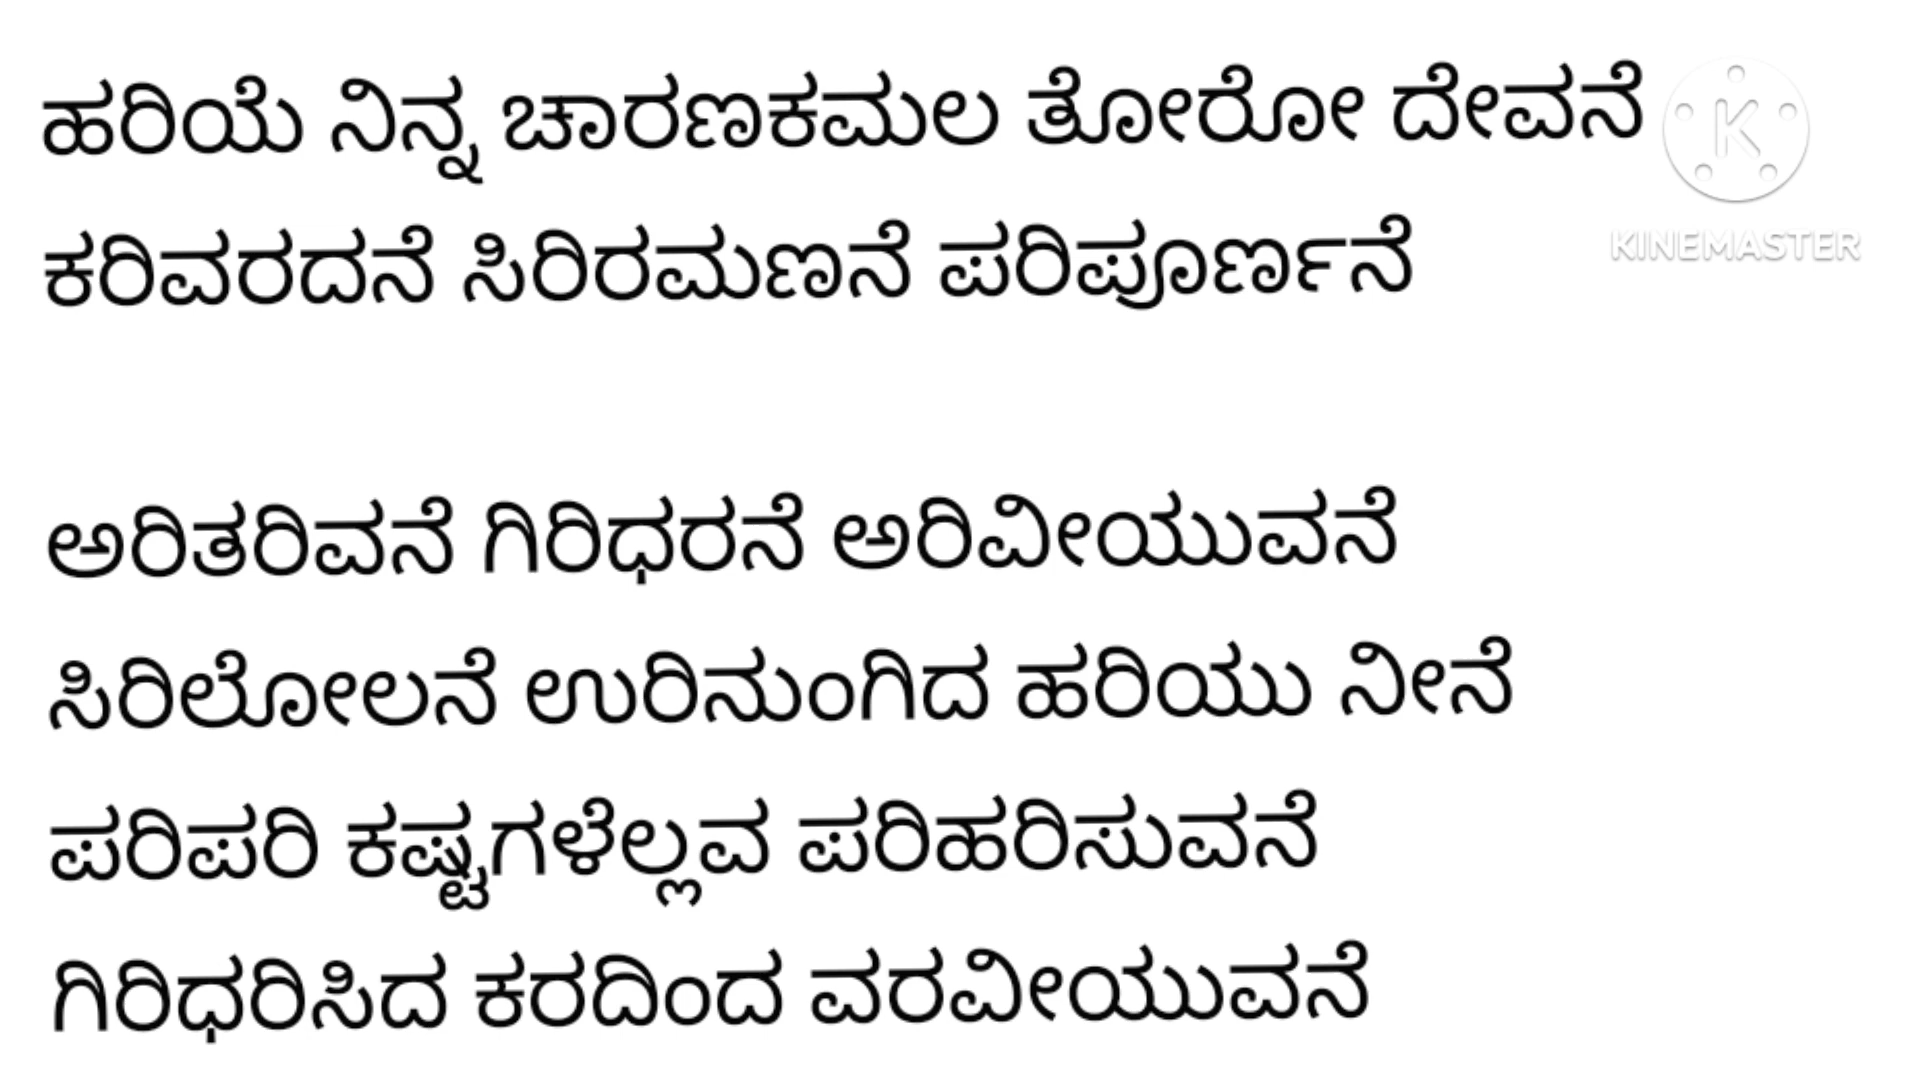 ಹರಿಯೆ ನಿನ್ನ ಚಾರಣಕಮಲ ತೋರೋ ದೇವನೆ
ಕರಿವರದನೆ ಸಿರಿರಮಣನೆ ಪರಿಪೂರ್ಣನೆ
ಅರಿತರಿವನೆ ಗಿರಿಧರನೆ ಅರಿವೀಯುವನೆ
ಸಿರಿಲೋಲನೆ ಉರಿನುಂಗಿದ ಹರಿಯು ನೀನೆ
ಪರಿಪರಿ ಕಷ್ಟಗಳೆಲ್ಲವ ಪರಿಹರಿಸುವನೆ
ಗಿರಿಧರಿಸಿದ ಕರದಿಂದ ವರವೀಯುವನೆ
K
KINEMASTER